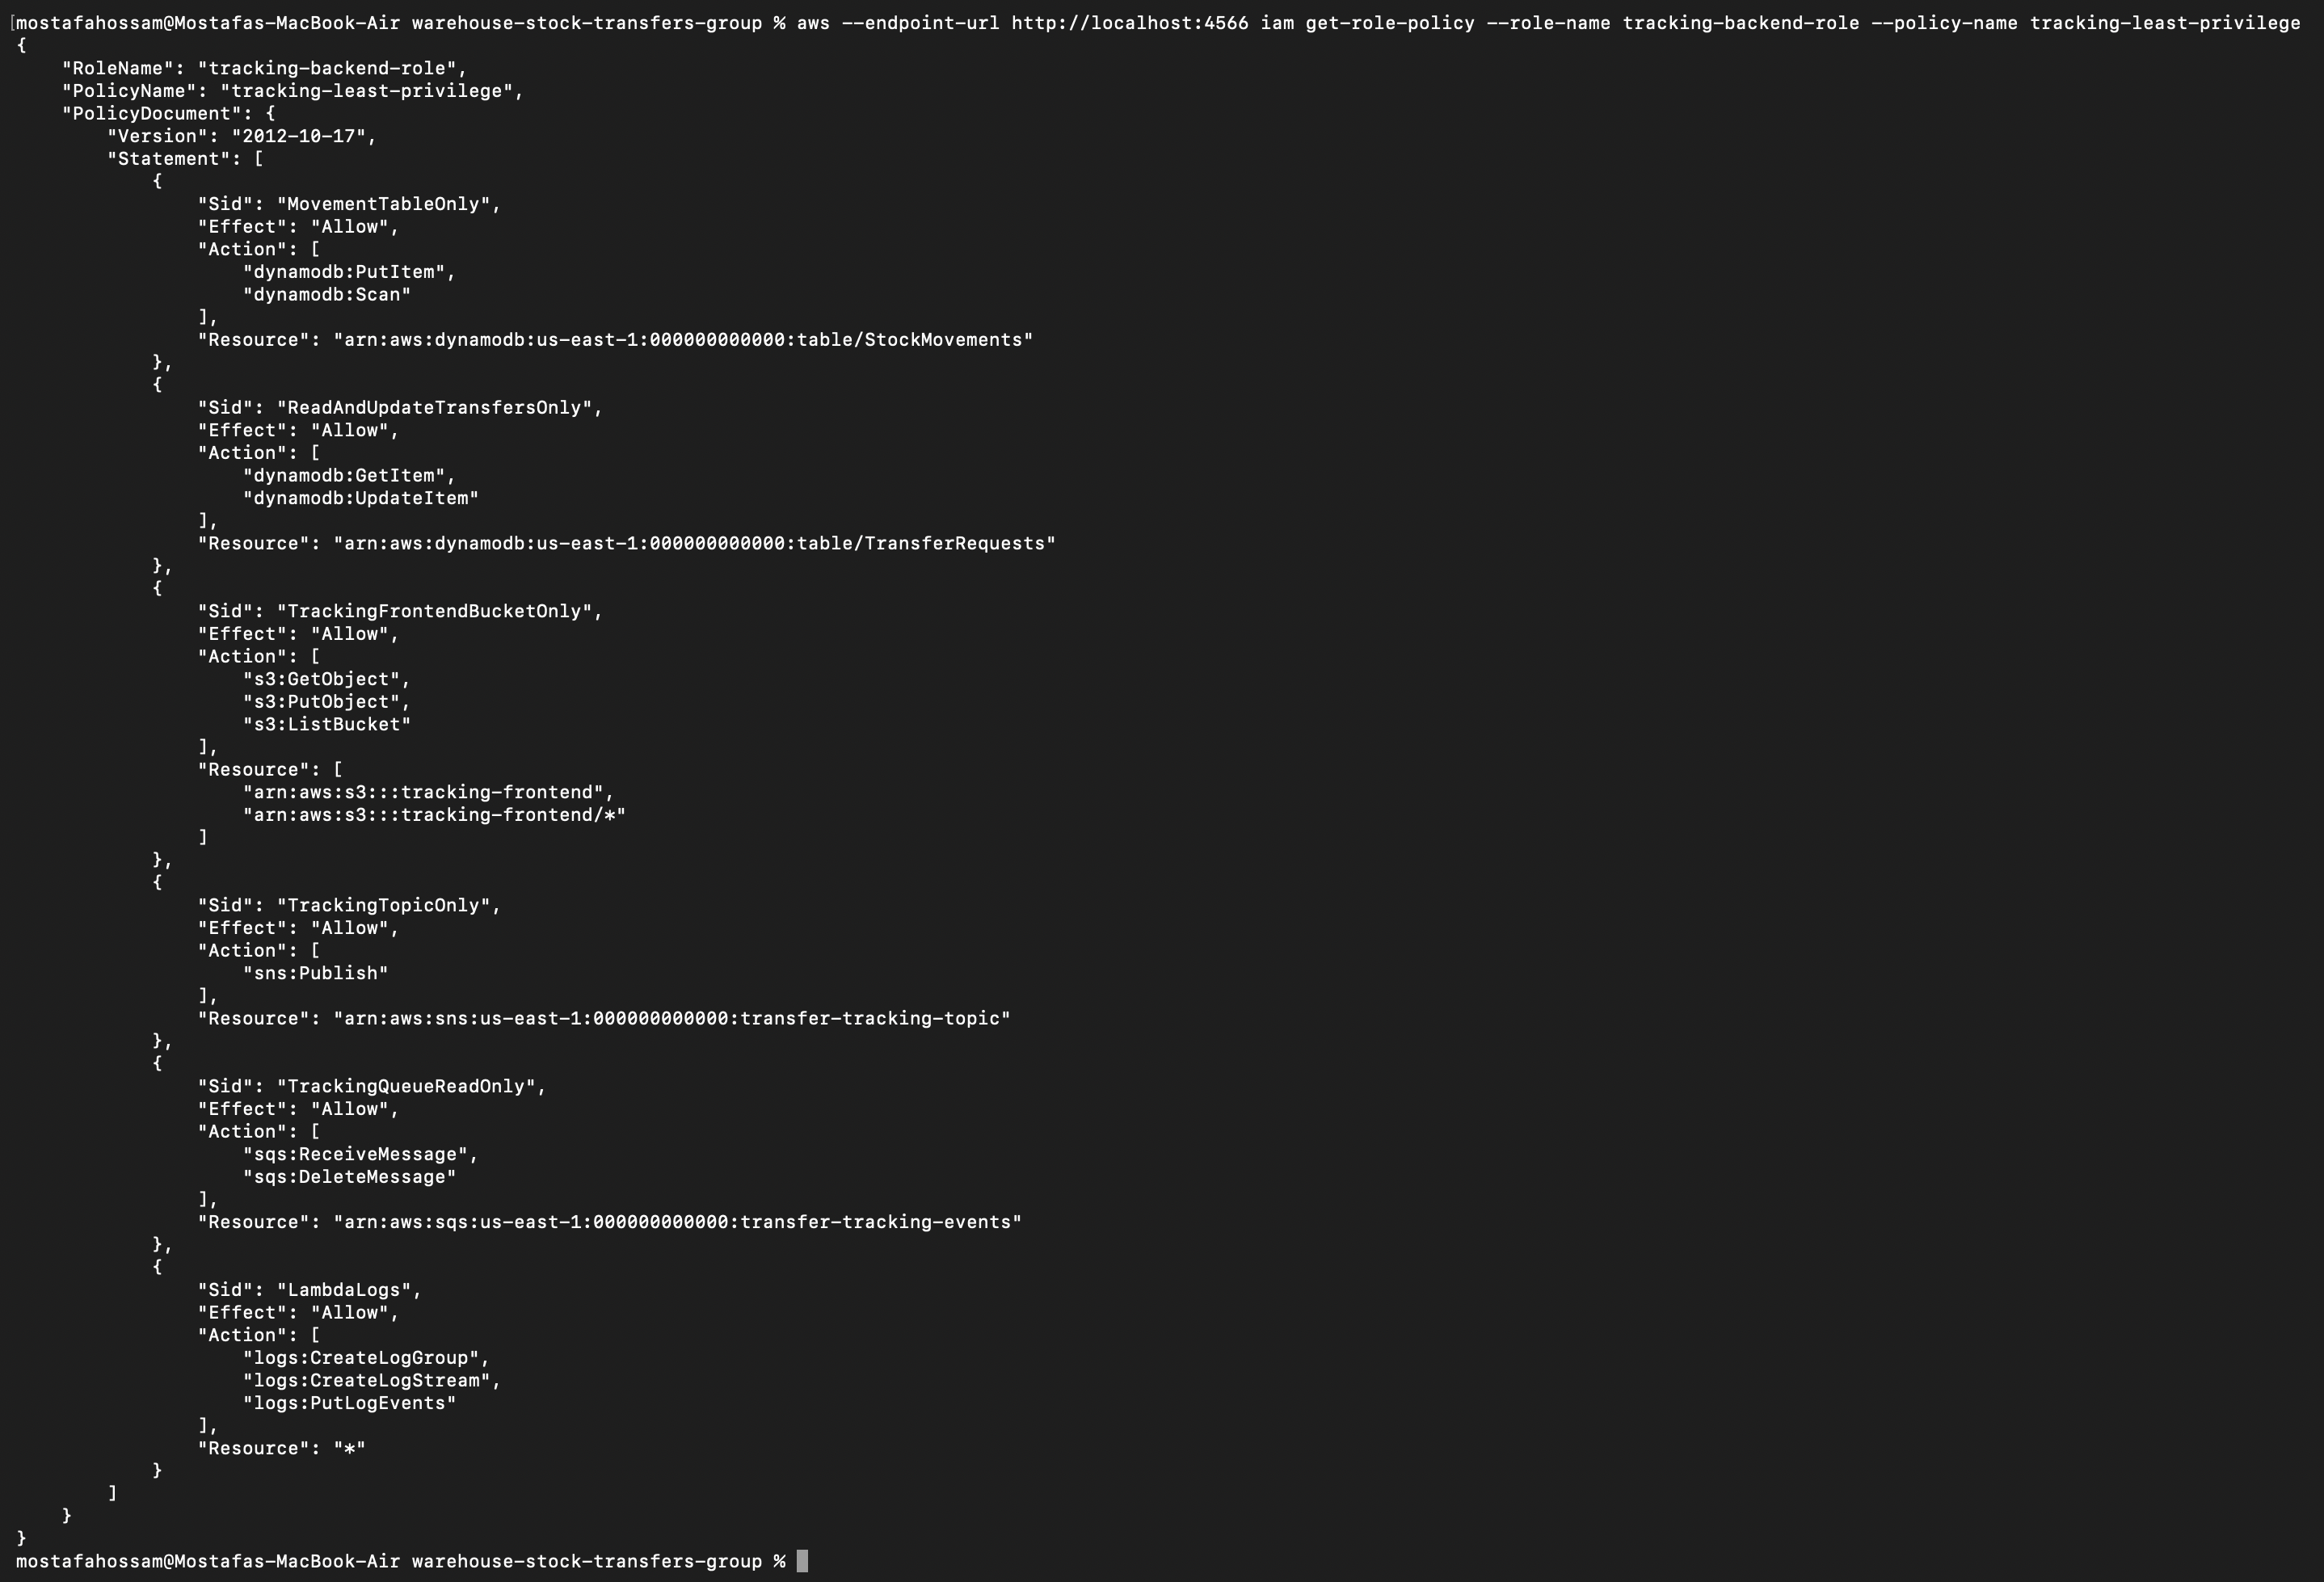 [mostafahossam@Mostafas-MacBook-Air warehouse-stock-transfers-group % aws --endpoint-url http://localhost:4566 iam get-role-policy --role-name tracking-backend-role --policy-name tracking-least-privilege
{
    "RoleName": "tracking-backend-role",
    "PolicyName": "tracking-least-privilege",
    "PolicyDocument": {
        "Version": "2012-10-17",
        "Statement": [
            {
                "Sid": "MovementTableOnly",
                "Effect": "Allow",
                "Action": [
                    "dynamodb:PutItem",
                    "dynamodb:Scan"
                ],
                "Resource": "arn:aws:dynamodb:us-east-1:000000000000:table/StockMovements"
            },
            {
                "Sid": "ReadAndUpdateTransfersOnly",
                "Effect": "Allow",
                "Action": [
                    "dynamodb:GetItem",
                    "dynamodb:UpdateItem"
                ],
                "Resource": "arn:aws:dynamodb:us-east-1:000000000000:table/TransferRequests"
            },
            {
                "Sid": "TrackingFrontendBucketOnly",
                "Effect": "Allow",
                "Action": [
                    "s3:GetObject",
                    "s3:PutObject",
                    "s3:ListBucket"
                ],
                "Resource": [
                    "arn:aws:s3:::tracking-frontend",
                    "arn:aws:s3:::tracking-frontend/*"
                ]
            },
            {
                "Sid": "TrackingTopicOnly",
                "Effect": "Allow",
                "Action": [
                    "sns:Publish"
                ],
                "Resource": "arn:aws:sns:us-east-1:000000000000:transfer-tracking-topic"
            },
            {
                "Sid": "TrackingQueueReadOnly",
                "Effect": "Allow",
                "Action": [
                    "sqs:ReceiveMessage",
                    "sqs:DeleteMessage"
                ],
                "Resource": "arn:aws:sqs:us-east-1:000000000000:transfer-tracking-events"
            },
            {
                "Sid": "LambdaLogs",
                "Effect": "Allow",
                "Action": [
                    "logs:CreateLogGroup",
                    "logs:CreateLogStream",
                    "logs:PutLogEvents"
                ],
                "Resource": "*"
            }
        ]
    }
}
mostafahossam@Mostafas-MacBook-Air warehouse-stock-transfers-group %